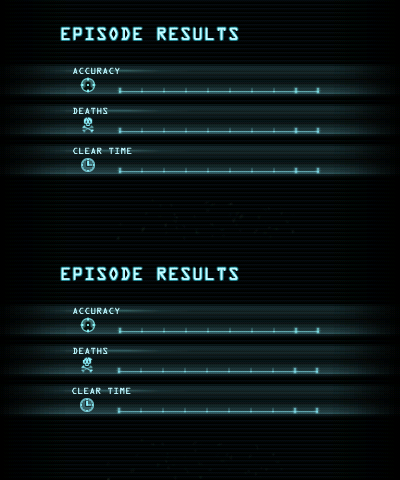 EPISODE RESULTS
ACCURACY
DEATHS
CLEAR TIME
EPISODE RESULTS
ACCURACY
DEATHS
CLEAR TIME